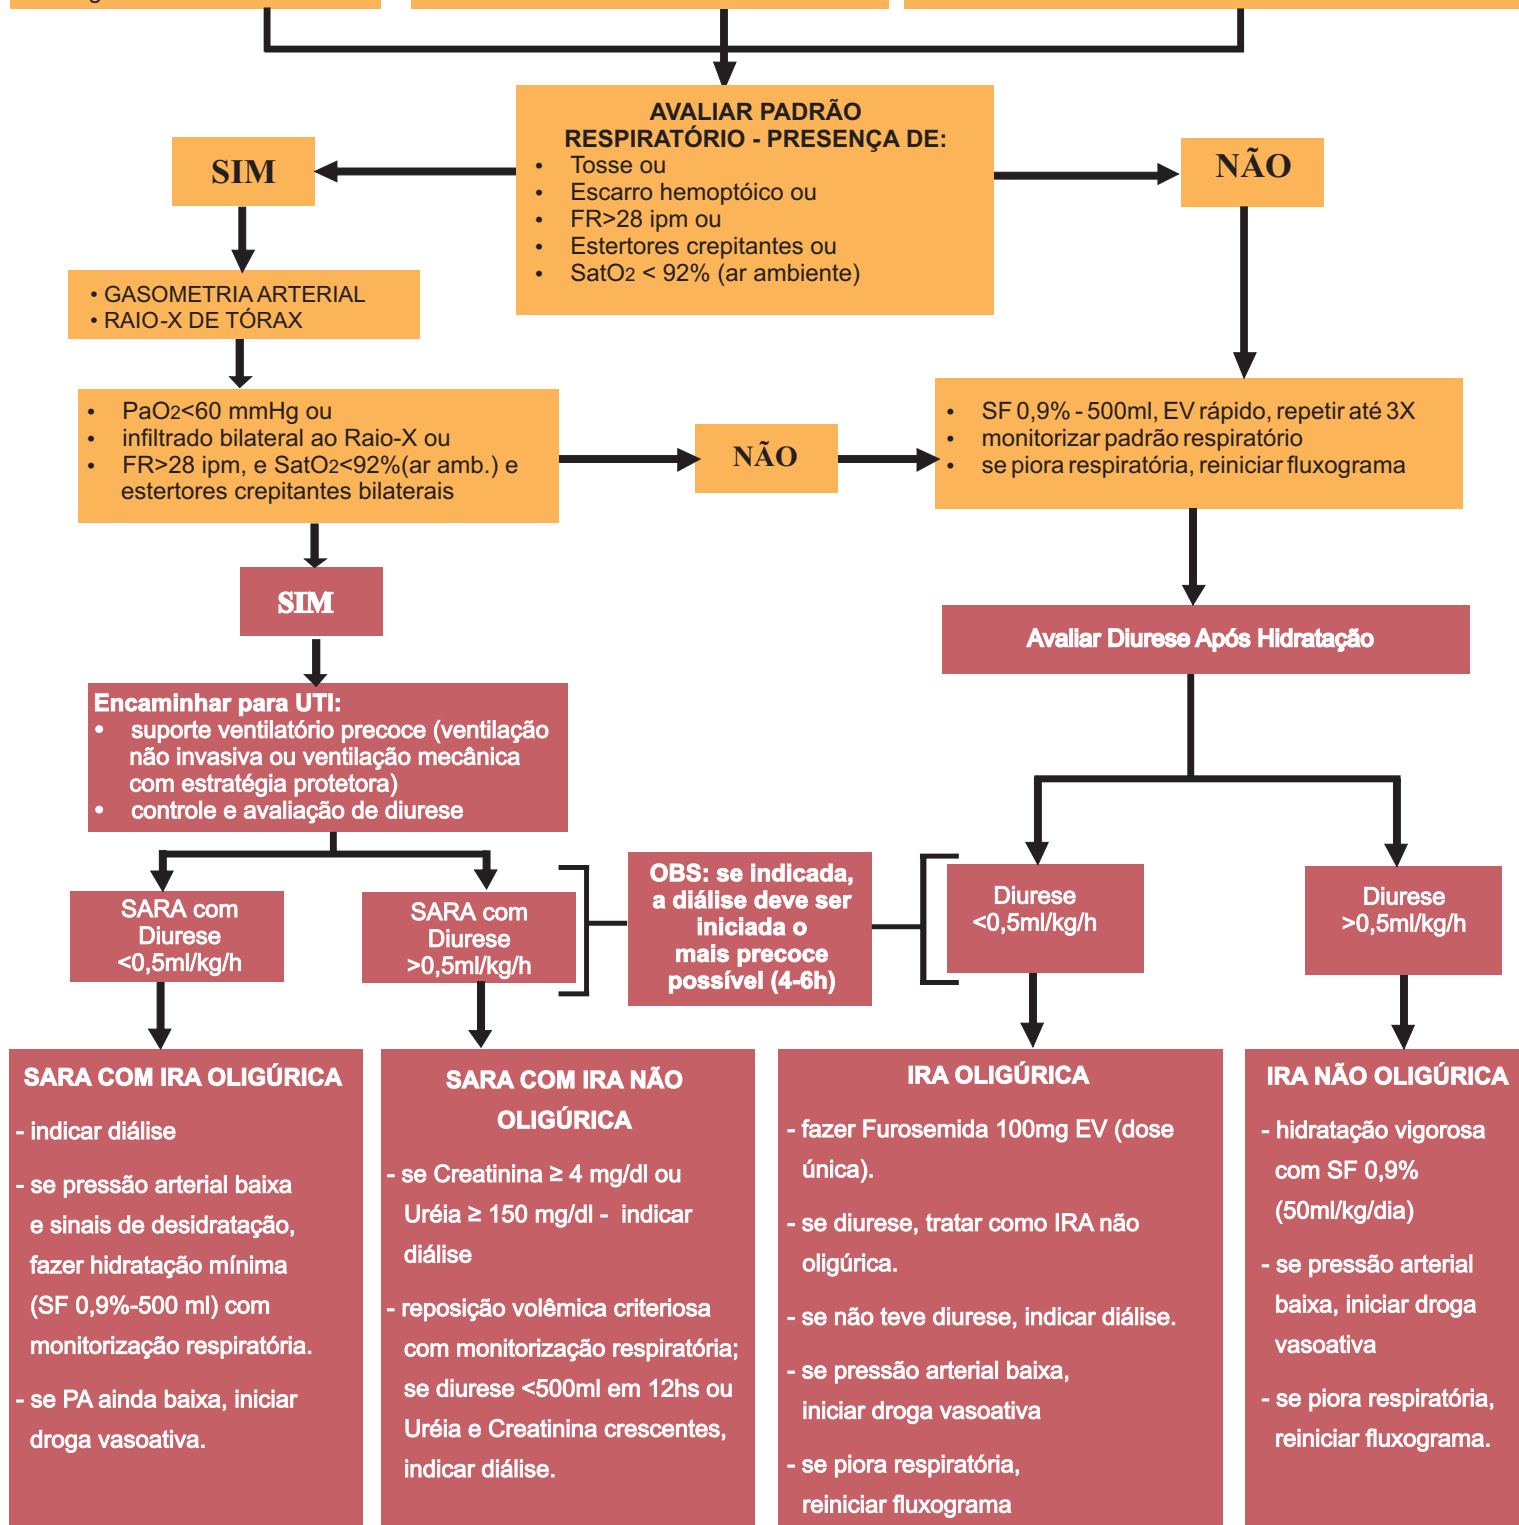 AVALIAR PADRÃO
RESPIRATÓRIO - PRESENÇA DE:
• Tosse ou
• Escarro hemoptóico ou
• FR>28 ipm ou
• Estertores crepitantes ou
• SatO2 < 92% (ar ambiente)
SIM
NÃO
• GASOMETRIA ARTERIAL
• RAIO-X DE TÓRAX
• PaO2<60 mmHg ou
• infiltrado bilateral ao Raio-X ou
• FR>28 ipm, e SatO2<92%(ar amb.) e
estertores crepitantes bilaterais
NÃO
• SF 0,9% - 500ml, EV rápido, repetir até 3X
• monitorizar padrão respiratório
• se piora respiratória, reiniciar fluxograma
SIM
Avaliar Diurese Após Hidratação
Encaminhar para UTI:
• suporte ventilatório precoce (ventilação
não invasiva ou ventilação mecânica
com estratégia protetora)
• controle e avaliação de diurese
SARA com
Diurese
<0,5ml/kg/h
SARA com
Diurese
>0,5ml/kg/h
OBS: se indicada,
a diálise deve ser
iniciada o
mais precoce
possível (4-6h)
Diurese
<0,5ml/kg/h
Diurese
>0,5ml/kg/h
SARA COM IRA OLIGÚRICA
- indicar diálise
- se pressão arterial baixa
e sinais de desidratação,
fazer hidratação mínima
(SF 0,9%-500 ml) com
monitorização respiratória.
- se PA ainda baixa, iniciar
droga vasoativa.
SARA COM IRA NÃO
OLIGÚRICA
- se Creatinina ≥ 4 mg/dl ou
Uréia ≥ 150 mg/dl - indicar
diálise
- reposição volêmica criteriosa
com monitorização respiratória;
se diurese <500ml em 12hs ou
Uréia e Creatinina crescentes,
indicar diálise.
IRA OLIGÚRICA
- fazer Furosemida 100mg EV (dose
única).
- se diurese, tratar como IRA não
oligúrica.
- se não teve diurese, indicar diálise.
- se pressão arterial baixa,
iniciar droga vasoativa
- se piora respiratória,
reiniciar fluxograma
IRA NÃO OLIGÚRICA
- hidratação vigorosa
com SF 0,9%
(50ml/kg/dia)
- se pressão arterial
baixa, iniciar droga
vasoativa
- se piora respiratória,
reiniciar fluxograma.